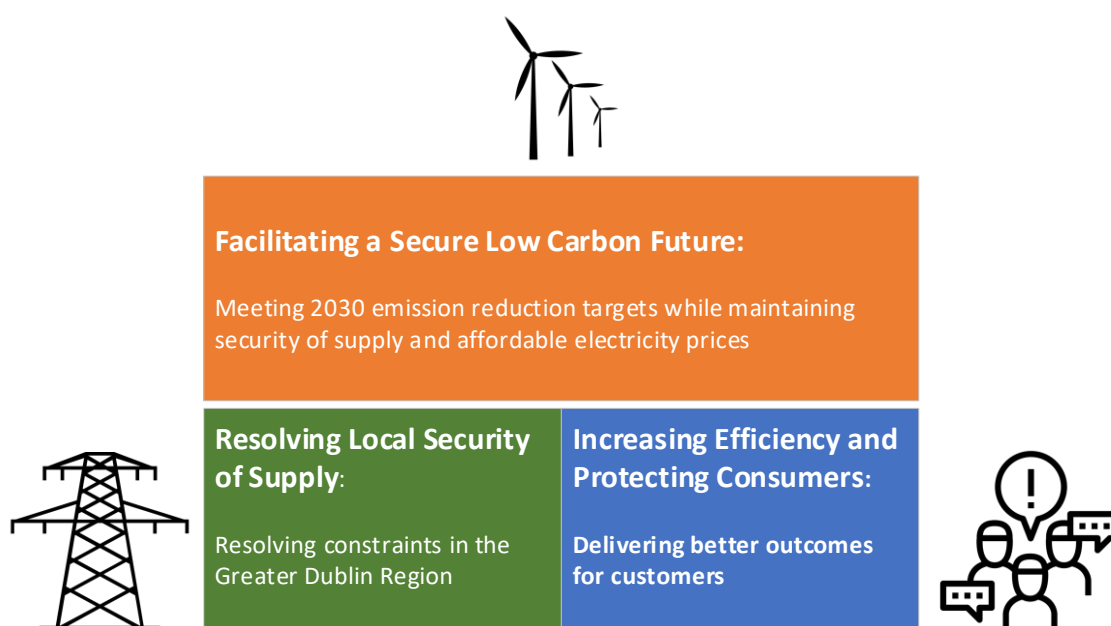 Facilitating a Secure Low Carbon Future:
Meeting 2030 emission reduction targets while maintaining
security of supply and affordable electricity prices
Resolving Local Security
of Supply:
Resolving constraints in the
Greater Dublin Region
Increasing Efficiency and
Protecting Consumers:
Delivering better outcomes
for customers
!